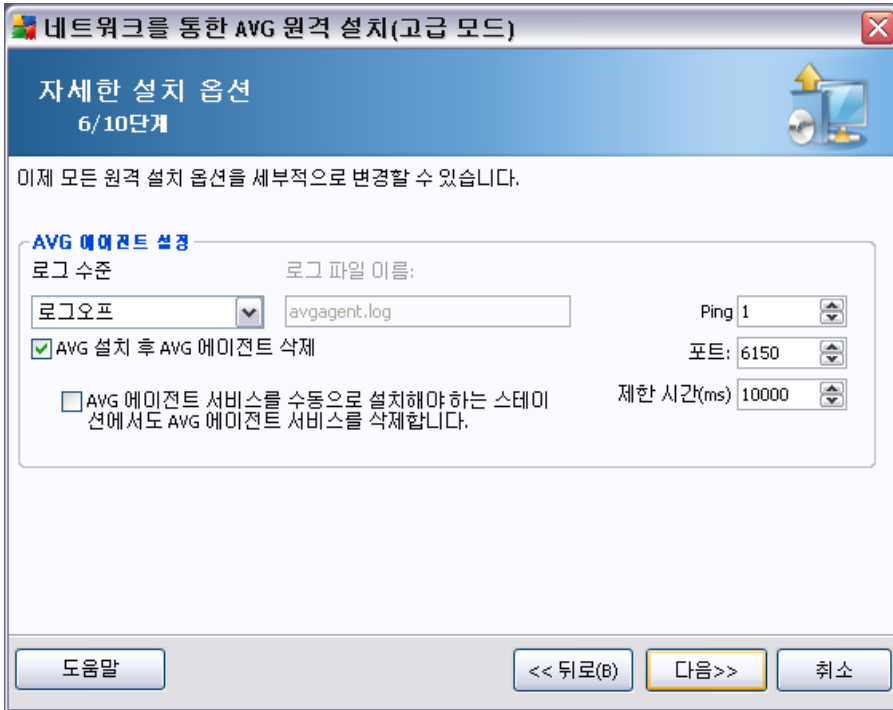 네트워크를 통한 AVG 원격 설치(고급 모드)
자세한 설치 옵션
6/10단계
이제 모든 원격 설치 옵션을 세부적으로 변경할 수 있습니다.
AVG 에이전트 설정
로그 수준
로그 파일 이름:
로그오프
avgagent.log
Ping 1
AVG 설치 후 AVG 에이전트 삭제
포트: 6150
AVG 에이전트 서비스를 수동으로 설치해야 하는 스테이
션에서도 AVG 에이전트 서비스를 삭제합니다.
제한 시간(ms) 10000
도움말
<< 뒤로(B)
다음>>
취소